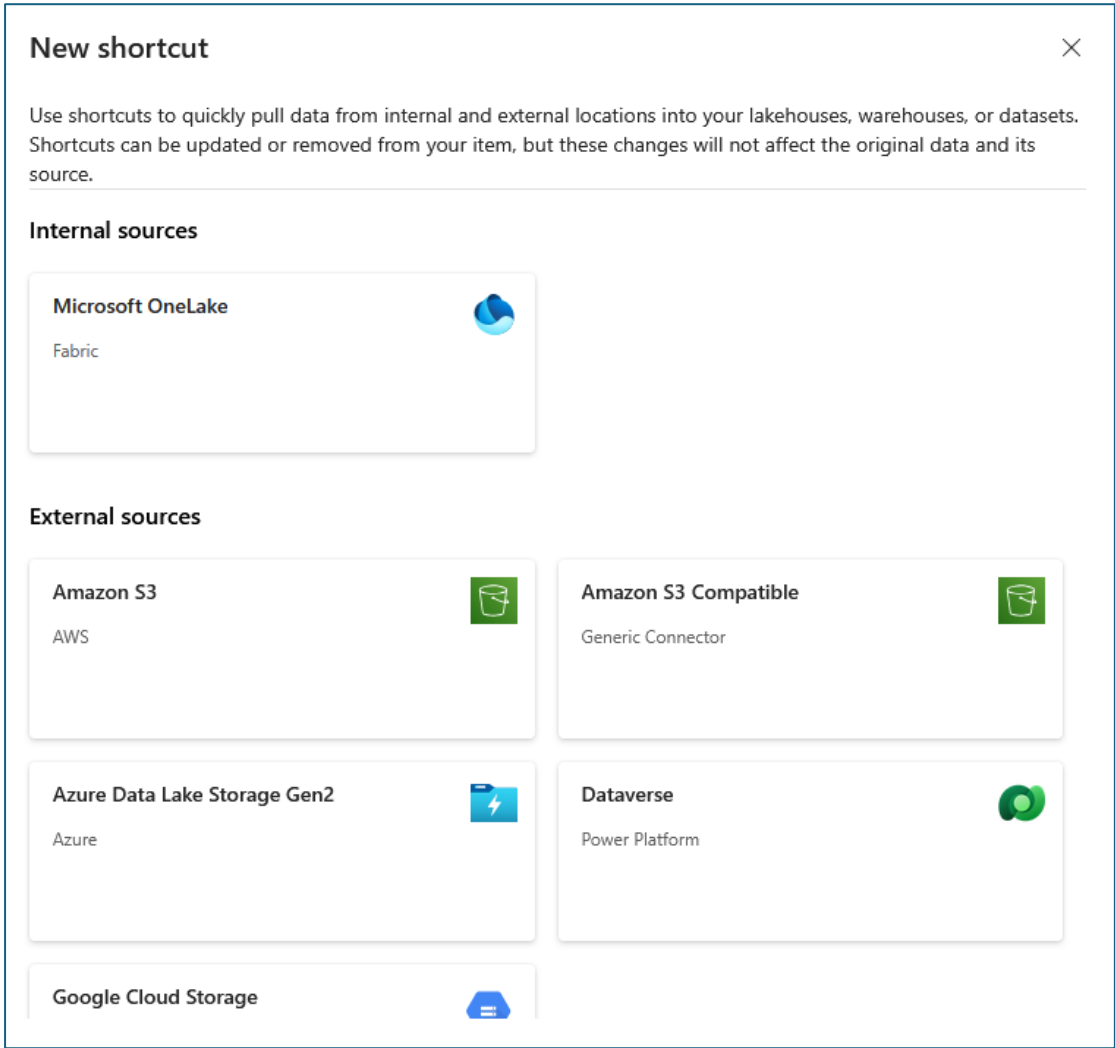 New shortcut
Use shortcuts to quickly pull data from internal and external locations into your lakehouses, warehouses, or datasets.
Shortcuts can be updated or removed from your item, but these changes will not affect the original data and its
source.
Internal sources
Microsoft OneLake
Fabric
External sources
Amazon S3
AWS
Amazon S3 Compatible
Generic Connector
Azure Data Lake Storage Gen2
Azure
Dataverse
Power Platform
Google Cloud Storage